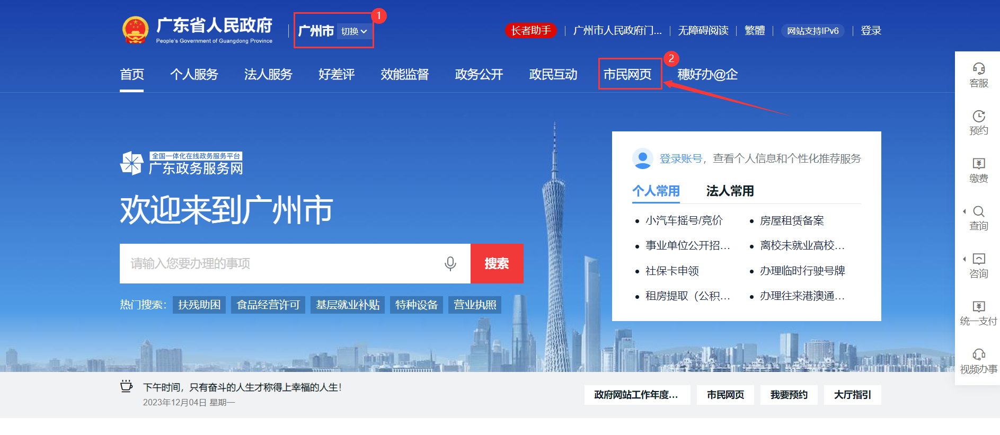 广东省人民政府
People's Government of Guangdong Province
广州市 切换
1
长者助手 广州市人民政府门... 无障碍阅读 繁體 网站支持IPv6 登录
首页 个人服务 法人服务 好差评 效能监督 政务公开 政民互动 市民网页 穗好办@企
2
全国一体化在线政务服务平台
广东政务服务网
欢迎来到广州市
请输入您要办理的事项 搜索
热门搜索： 扶残助困 食品经营许可 基层就业补贴 特种设备 营业执照
登录账号，查看个人信息和个性化推荐服务
个人常用 法人常用
小汽车摇号/竞价 房屋租赁备案
事业单位公开招... 离校未就业高校...
社保卡申领 办理临时行驶号牌
租房提取（公积... 办理往来港澳通...
客服
预约
缴费
查询
咨询
统一支付
视频办事
下午时间，只有奋斗的人生才称得上幸福的人生！
2023年12月04日 星期一
政府网站工作年度... 市民网页 我要预约 大厅指引